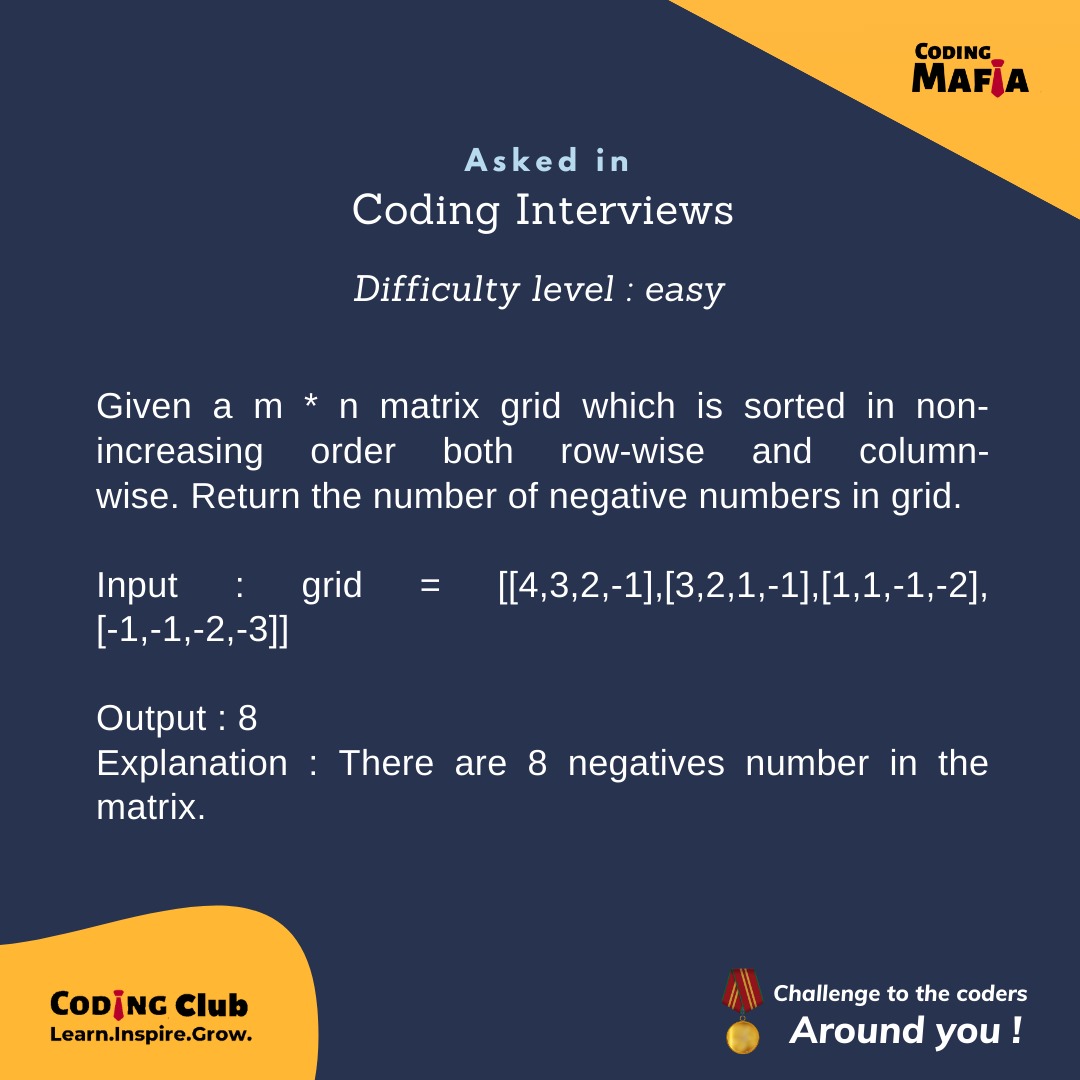 CODING
MAFIA
Asked in
Coding Interviews
Difficulty level : easy
Given a m * n matrix grid which is sorted in non-
increasing order both row-wise and column-
wise. Return the number of negative numbers in grid.
Input : grid = [[4,3,2,-1],[3,2,1,-1],[1,1,-1,-2],
[-1,-1,-2,-3]]
Output : 8
Explanation : There are 8 negatives number in the
matrix.
CODING Club
Learn.Inspire.Grow.
Challenge to the coders
Around you !